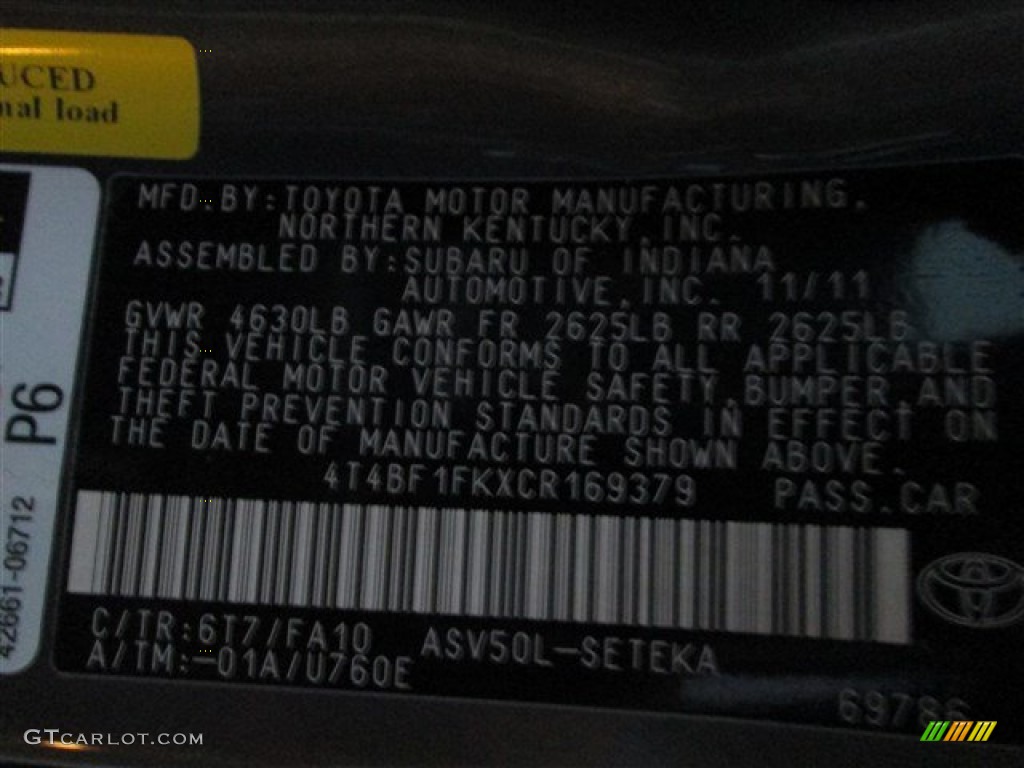 UCED
mal load
MFD.BY:TOYOTA MOTOR MANUFACTURING,
NORTHERN KENTUCKY,INC.
ASSEMBLED BY:SUBARU OF INDIANA
AUTOMOTIVE,INC. 11/11
GVWR 4630LB GAWR FR 2625LB RR 2625LB
THIS VEHICLE CONFORMS TO ALL APPLICABLE
FEDERAL MOTOR VEHICLE SAFETY,BUMPER,AND
THEFT PREVENTION STANDARDS IN EFFECT ON
THE DATE OF MANUFACTURE SHOWN ABOVE.
4T4BF1FKXCR169379 PASS.CAR
C/TR:6T7/FA10 ASV50L-SETEKA
A/TM:-01A/U760E
69786
P6
42661-06712
GTCARLOT.COM